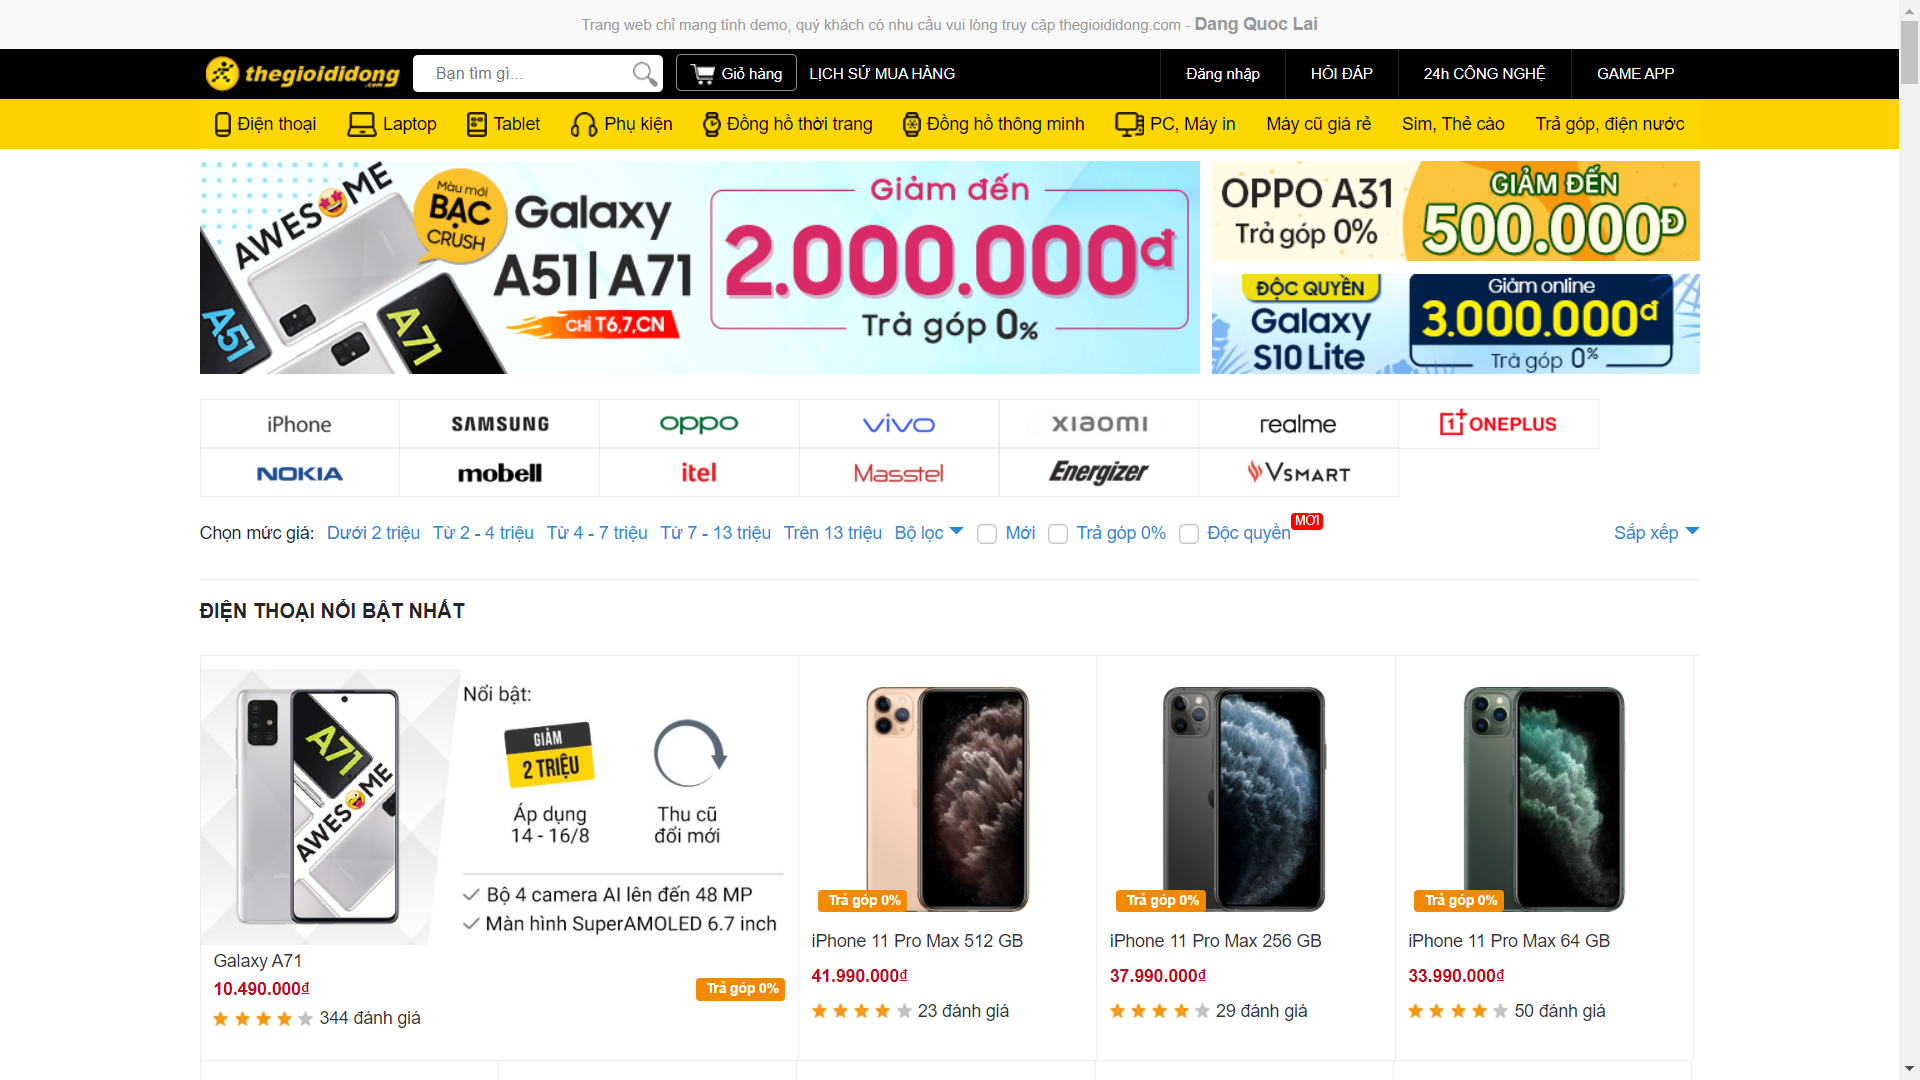 Trang web chỉ mang tính demo, quý khách có nhu cầu vui lòng truy cập thegioididong.com - Dang Quoc Lai
thegioididong .com
Bạn tìm gì...
Giỏ hàng
LỊCH SỬ MUA HÀNG
Đăng nhập
HỎI ĐÁP
24h CÔNG NGHỆ
GAME APP
Điện thoại
Laptop
Tablet
Phụ kiện
Đồng hồ thời trang
Đồng hồ thông minh
PC, Máy in
Máy cũ giá rẻ
Sim, Thẻ cào
Trả góp, điện nước
AWESOME
Màu mới
BẠC
CRUSH
Galaxy
A51|A71
CHỈ T6,7,CN
A51
A71
Giảm đến
2.000.000đ
Trả góp 0%
OPPO A31
Trả góp 0%
GIẢM ĐẾN
500.000Đ
ĐỘC QUYỀN
Galaxy
S10 Lite
Giảm online
3.000.000đ
Trả góp 0%
iPhone
SAMSUNG
oppo
vivo
xiaomi
realme
1+ ONEPLUS
NOKIA
mobell
itel
Masstel
Energizer
VSMART
Chọn mức giá:
Dưới 2 triệu
Từ 2 - 4 triệu
Từ 4 - 7 triệu
Từ 7 - 13 triệu
Trên 13 triệu
Bộ lọc
Mới
Trả góp 0%
Độc quyền
MỚI
Sắp xếp
ĐIỆN THOẠI NỔI BẬT NHẤT
A71
AWESOME
Nổi bật:
GIẢM
2 TRIỆU
Áp dụng
14 - 16/8
Thu cũ
đổi mới
Bộ 4 camera AI lên đến 48 MP
Màn hình SuperAMOLED 6.7 inch
Galaxy A71
10.490.000₫
Trả góp 0%
344 đánh giá
Trả góp 0%
iPhone 11 Pro Max 512 GB
41.990.000₫
23 đánh giá
Trả góp 0%
iPhone 11 Pro Max 256 GB
37.990.000₫
29 đánh giá
Trả góp 0%
iPhone 11 Pro Max 64 GB
33.990.000₫
50 đánh giá